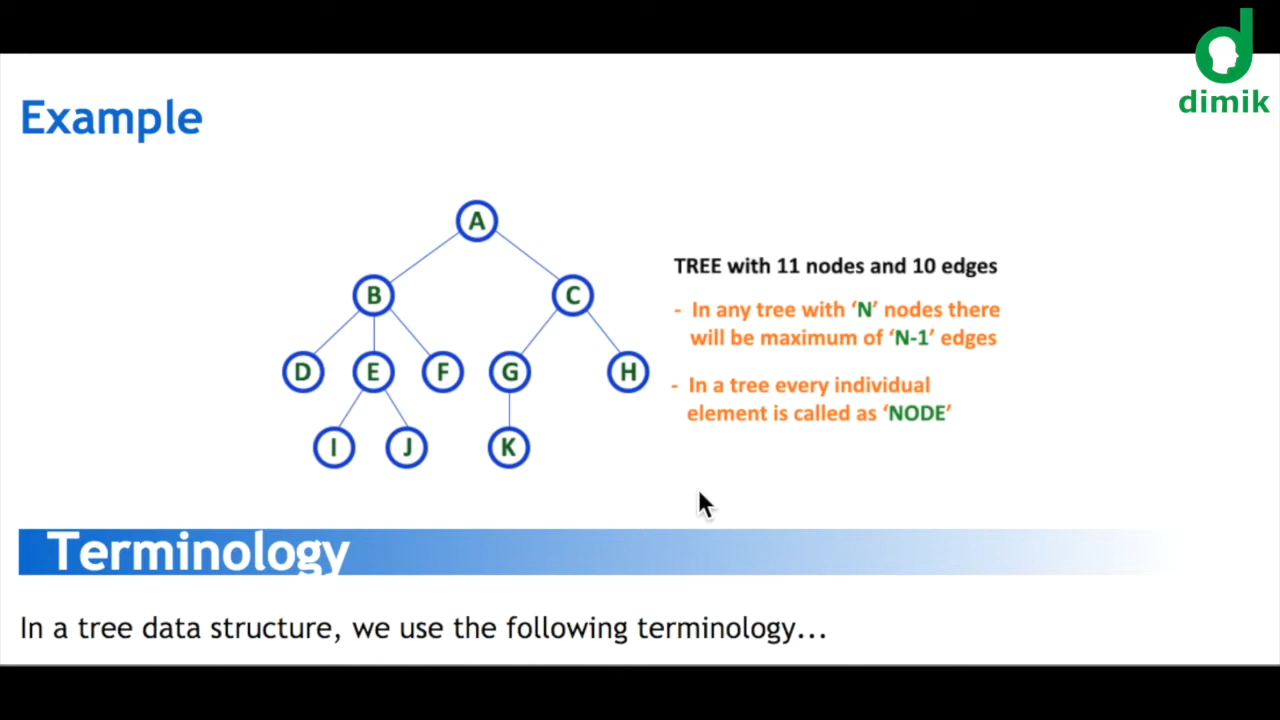 dimik
Example
A
B
C
D
E
F
G
H
I
J
K
TREE with 11 nodes and 10 edges
- In any tree with ‘N’ nodes there
will be maximum of ‘N-1’ edges
- In a tree every individual
element is called as ‘NODE’
Terminology
In a tree data structure, we use the following terminology...